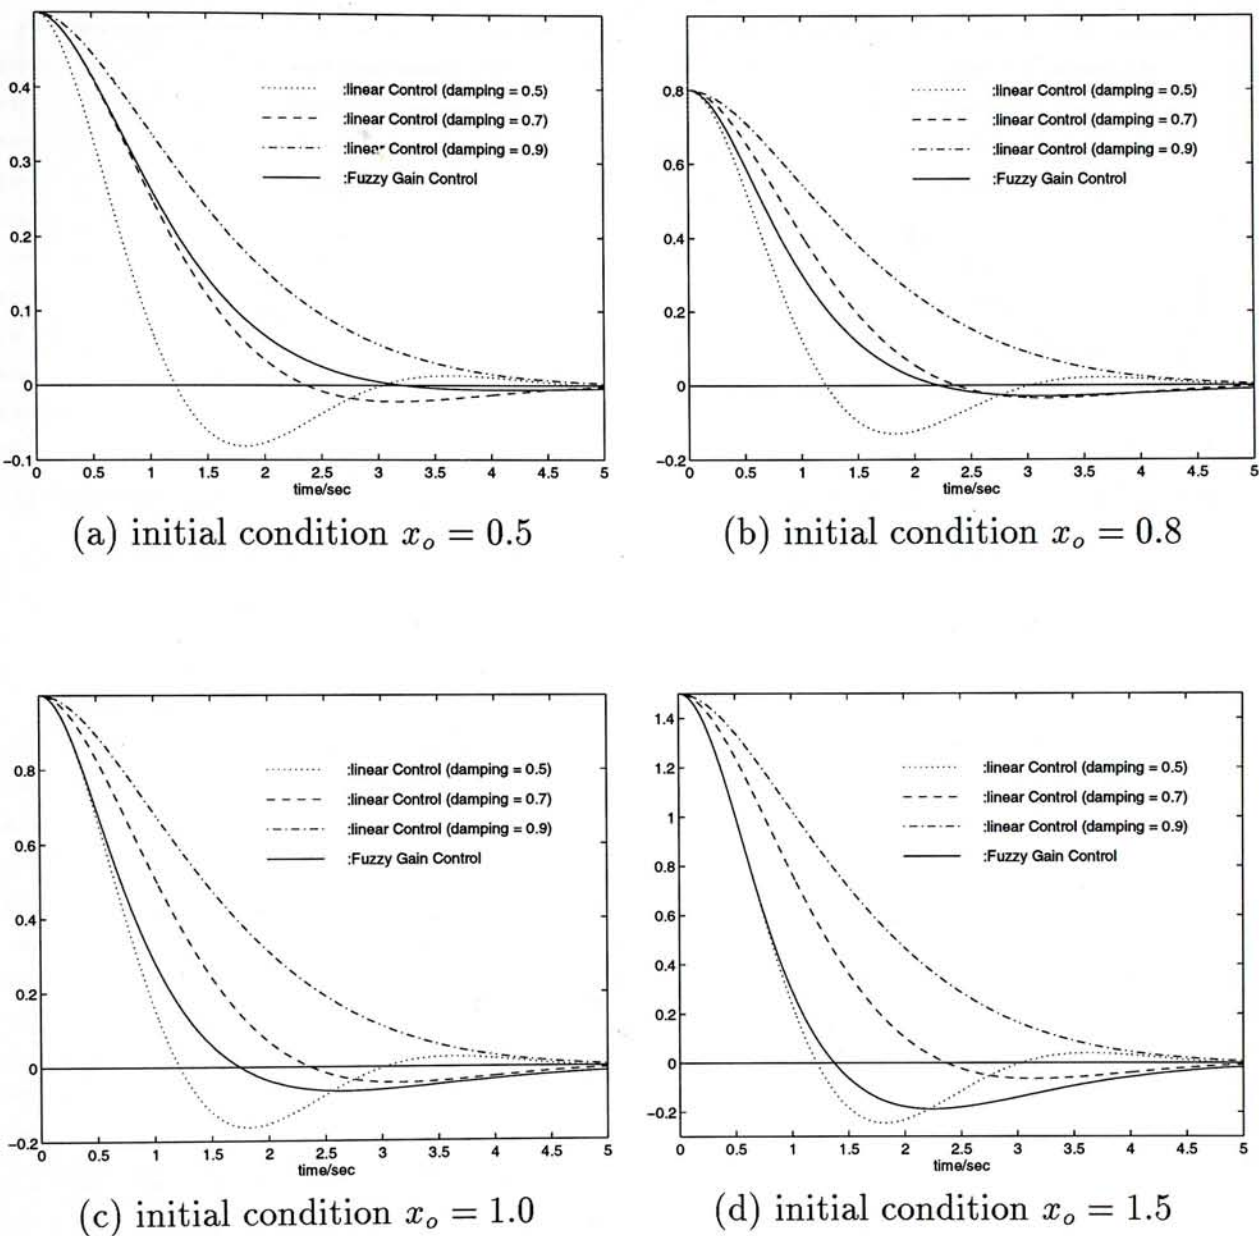 0.4
0.3
0.2
0.1
0
−0.1
0 0.5 1 1.5 2 2.5 3 3.5 4 4.5 5
time/sec
:linear Control (damping = 0.5)
:linear Control (damping = 0.7)
:linear Control (damping = 0.9)
:Fuzzy Gain Control
(a) initial condition xₒ = 0.5
0.8
0.6
0.4
0.2
0
−0.2
0 0.5 1 1.5 2 2.5 3 3.5 4 4.5 5
time/sec
:linear Control (damping = 0.5)
:linear Control (damping = 0.7)
:linear Control (damping = 0.9)
:Fuzzy Gain Control
(b) initial condition xₒ = 0.8
0.8
0.6
0.4
0.2
0
−0.2
0 0.5 1 1.5 2 2.5 3 3.5 4 4.5 5
time/sec
:linear Control (damping = 0.5)
:linear Control (damping = 0.7)
:linear Control (damping = 0.9)
:Fuzzy Gain Control
(c) initial condition xₒ = 1.0
1.4
1.2
1
0.8
0.6
0.4
0.2
0
−0.2
0 0.5 1 1.5 2 2.5 3 3.5 4 4.5 5
time/sec
:linear Control (damping = 0.5)
:linear Control (damping = 0.7)
:linear Control (damping = 0.9)
:Fuzzy Gain Control
(d) initial condition xₒ = 1.5